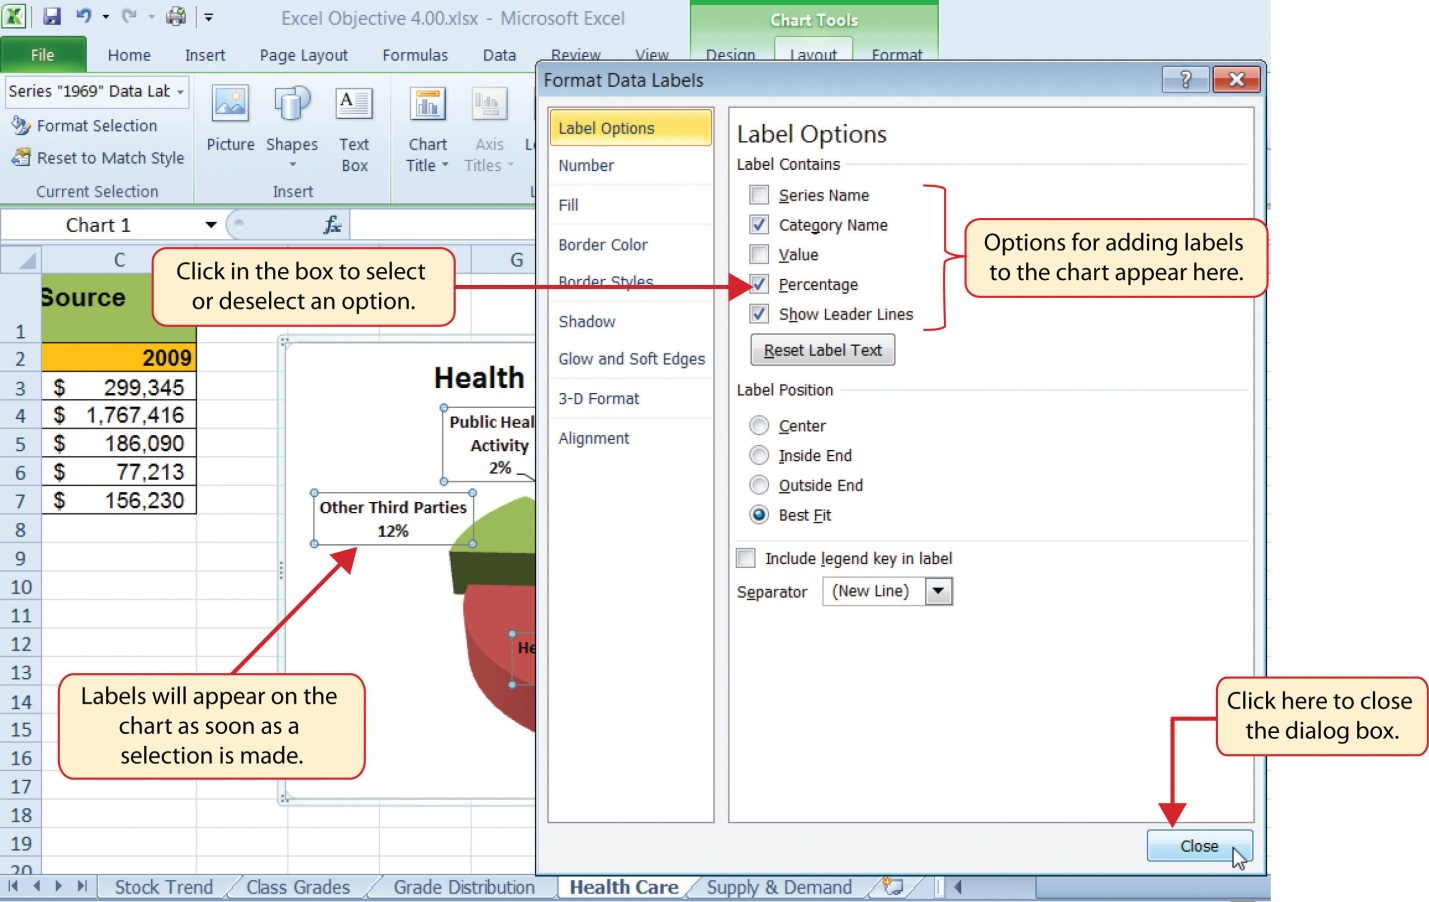 Excel Objective 4.00.xlsx - Microsoft Excel
Chart Tools
File Home Insert Page Layout Formulas Data Review View Design Layout Format
Series "1969" Data Lab
Format Selection
Reset to Match Style
Current Selection
Picture
Shapes
Text
Box
Insert
Chart
Title
Axis
Titles
L
Chart 1
fx
C
G
1
2
3
4
5
6
7
8
9
10
11
12
13
14
15
16
17
18
19
20
Source
2009
$ 299,345
$ 1,767,416
$ 186,090
$ 77,213
$ 156,230
Health
Public Heal
Activity
2%
Other Third Parties
12%
He
Click in the box to select
or deselect an option.
Labels will appear on the
chart as soon as a
selection is made.
Format Data Labels
?
X
Label Options
Number
Fill
Border Color
Border Styles
Shadow
Glow and Soft Edges
3-D Format
Alignment
Label Options
Label Contains
Series Name
Category Name
Value
Percentage
Show Leader Lines
Reset Label Text
Label Position
Center
Inside End
Outside End
Best Fit
Include legend key in label
Separator (New Line)
Options for adding labels
to the chart appear here.
Click here to close
the dialog box.
Close
Stock Trend Class Grades Grade Distribution Health Care Supply & Demand